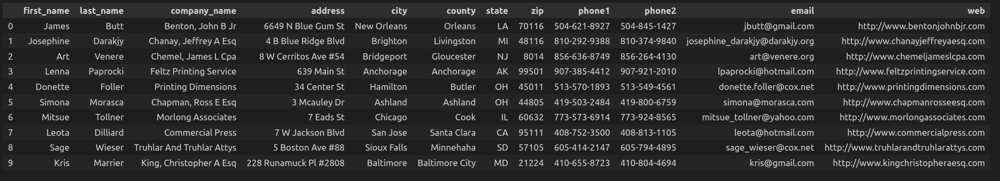 first_name last_name company_name address city county state zip phone1 phone2 email web
0 James Butt Benton, John B Jr 6649 N Blue Gum St New Orleans Orleans LA 70116 504-621-8927 504-845-1427 jbutt@gmail.com http://www.bentonjohnbjr.com
1 Josephine Darakjy Chanay, Jeffrey A Esq 4 B Blue Ridge Blvd Brighton Livingston MI 48116 810-292-9388 810-374-9840 josephine_darakjy@darakjy.org http://www.chanayjeffreyaesq.com
2 Art Venere Chemel, James L Cpa 8 W Cerritos Ave #54 Bridgeport Gloucester NJ 8014 856-636-8749 856-264-4130 art@venere.org http://www.chemeljameslcpa.com
3 Lenna Paprocki Feltz Printing Service 639 Main St Anchorage Anchorage AK 99501 907-385-4412 907-921-2010 lpaprocki@hotmail.com http://www.feltzprintingservice.com
4 Donette Foller Printing Dimensions 34 Center St Hamilton Butler OH 45011 513-570-1893 513-549-4561 donette.foller@cox.net http://www.printingdimensions.com
5 Simona Morasca Chapman, Ross E Esq 3 Mcauley Dr Ashland Ashland OH 44805 419-503-2484 419-800-6759 simona@morasca.com http://www.chapmanrosseesq.com
6 Mitsue Tollner Morlong Associates 7 Eads St Chicago Cook IL 60632 773-573-6914 773-924-8565 mitsue_tollner@yahoo.com http://www.morlongassociates.com
7 Leota Dilliard Commercial Press 7 W Jackson Blvd San Jose Santa Clara CA 95111 408-752-3500 408-813-1105 leota@hotmail.com http://www.commercialpress.com
8 Sage Wieser Truhlar And Truhlar Attys 5 Boston Ave #88 Sioux Falls Minnehaha SD 57105 605-414-2147 605-794-4895 sage_wieser@cox.net http://www.truhlarandtruhlarattys.com
9 Kris Marrier King, Christopher A Esq 228 Runamuck Pl #2808 Baltimore Baltimore City MD 21224 410-655-8723 410-804-4694 kris@gmail.com http://www.kingchristopheraesq.com